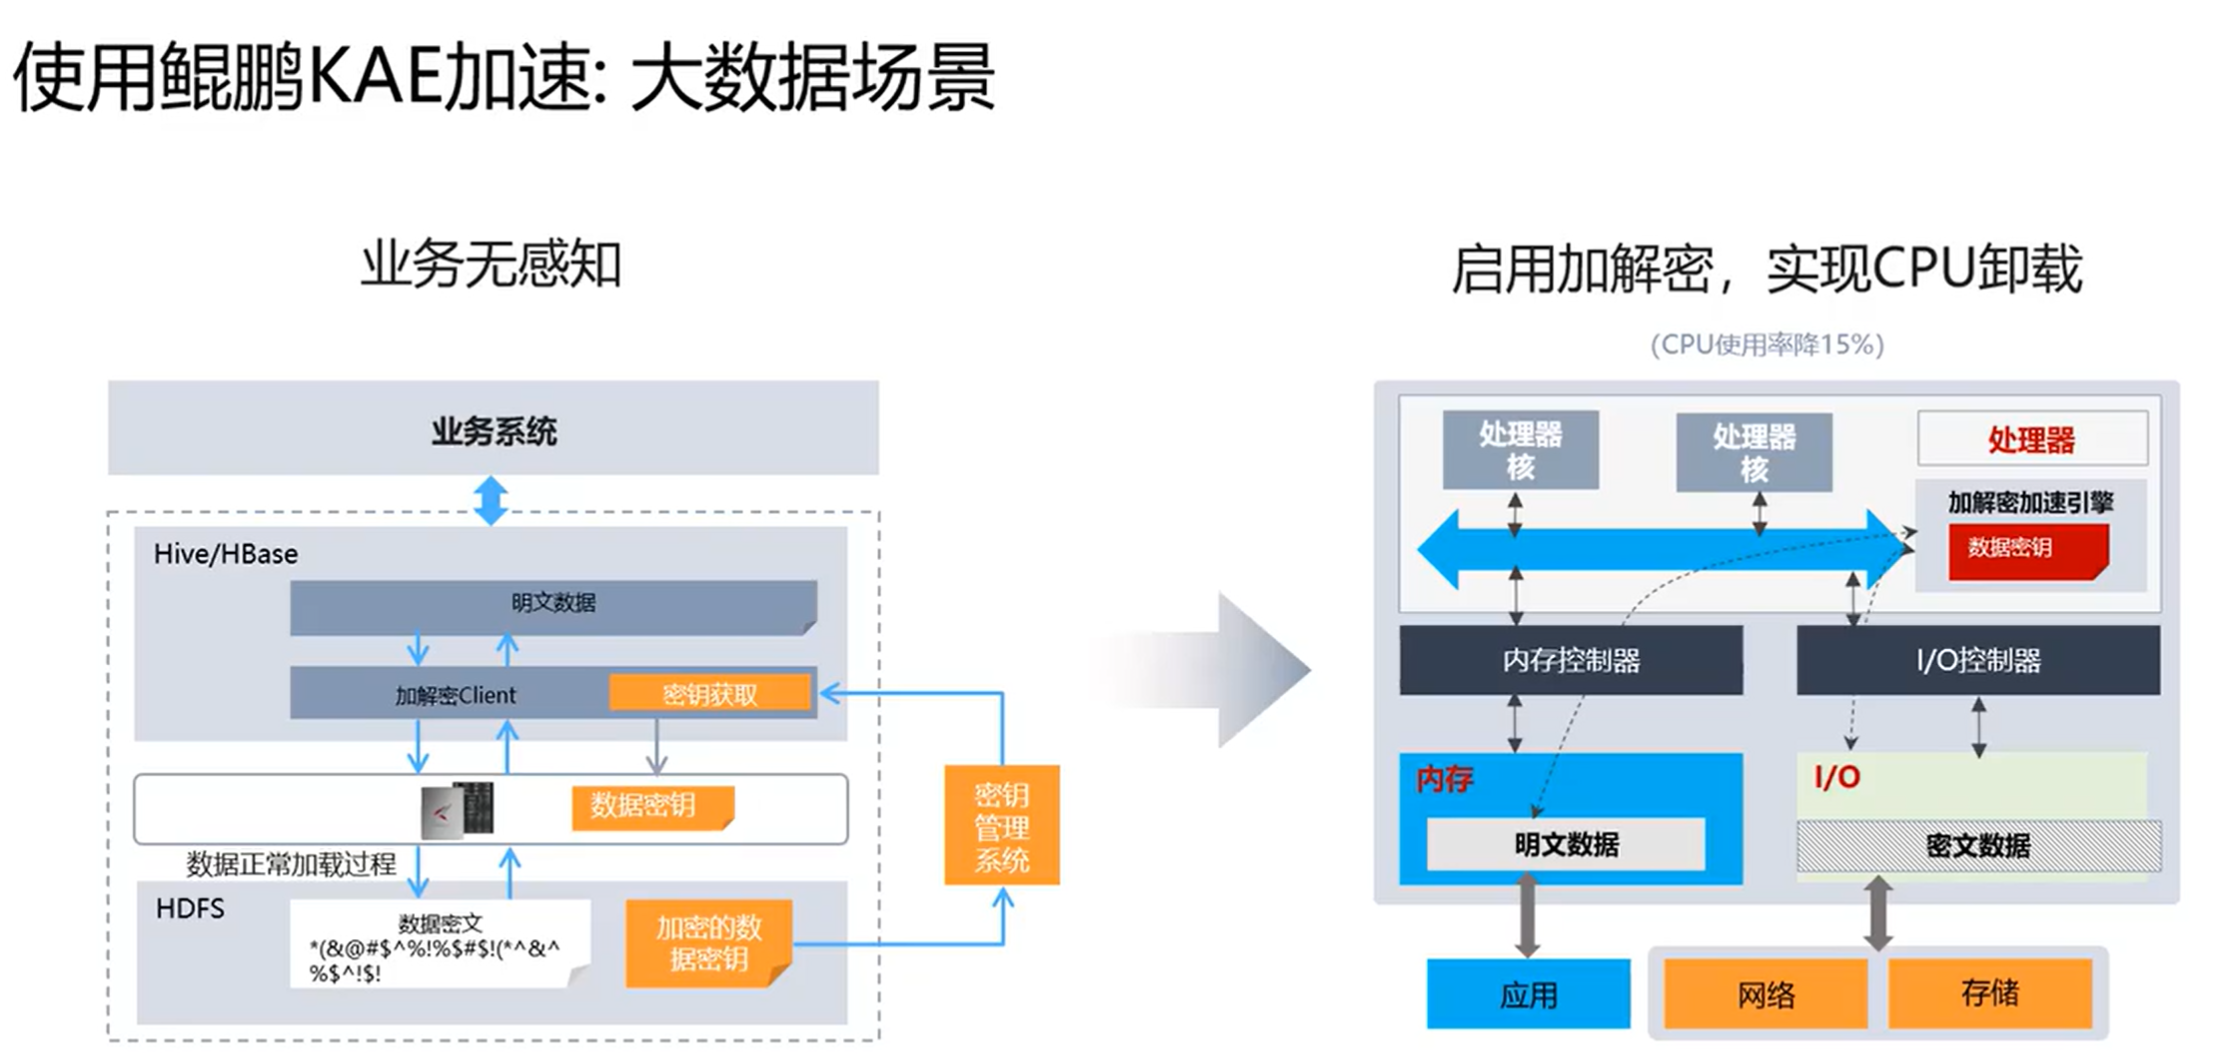 使用鲲鹏KAE加速: 大数据场景
业务无感知
业务系统
Hive/HBase
明文数据
加解密Client
密钥获取
数据密钥
数据正常加载过程
HDFS
数据密文
*(&@#$^%!%$#$!(*^&^
%$^!$!
加密的数
据密钥
密钥
管理
系统
启用加解密，实现CPU卸载
(CPU使用率降15%)
处理器
核
处理器
核
处理器
加解密加速引擎
数据密钥
内存控制器
I/O控制器
内存
明文数据
I/O
密文数据
应用
网络
存储